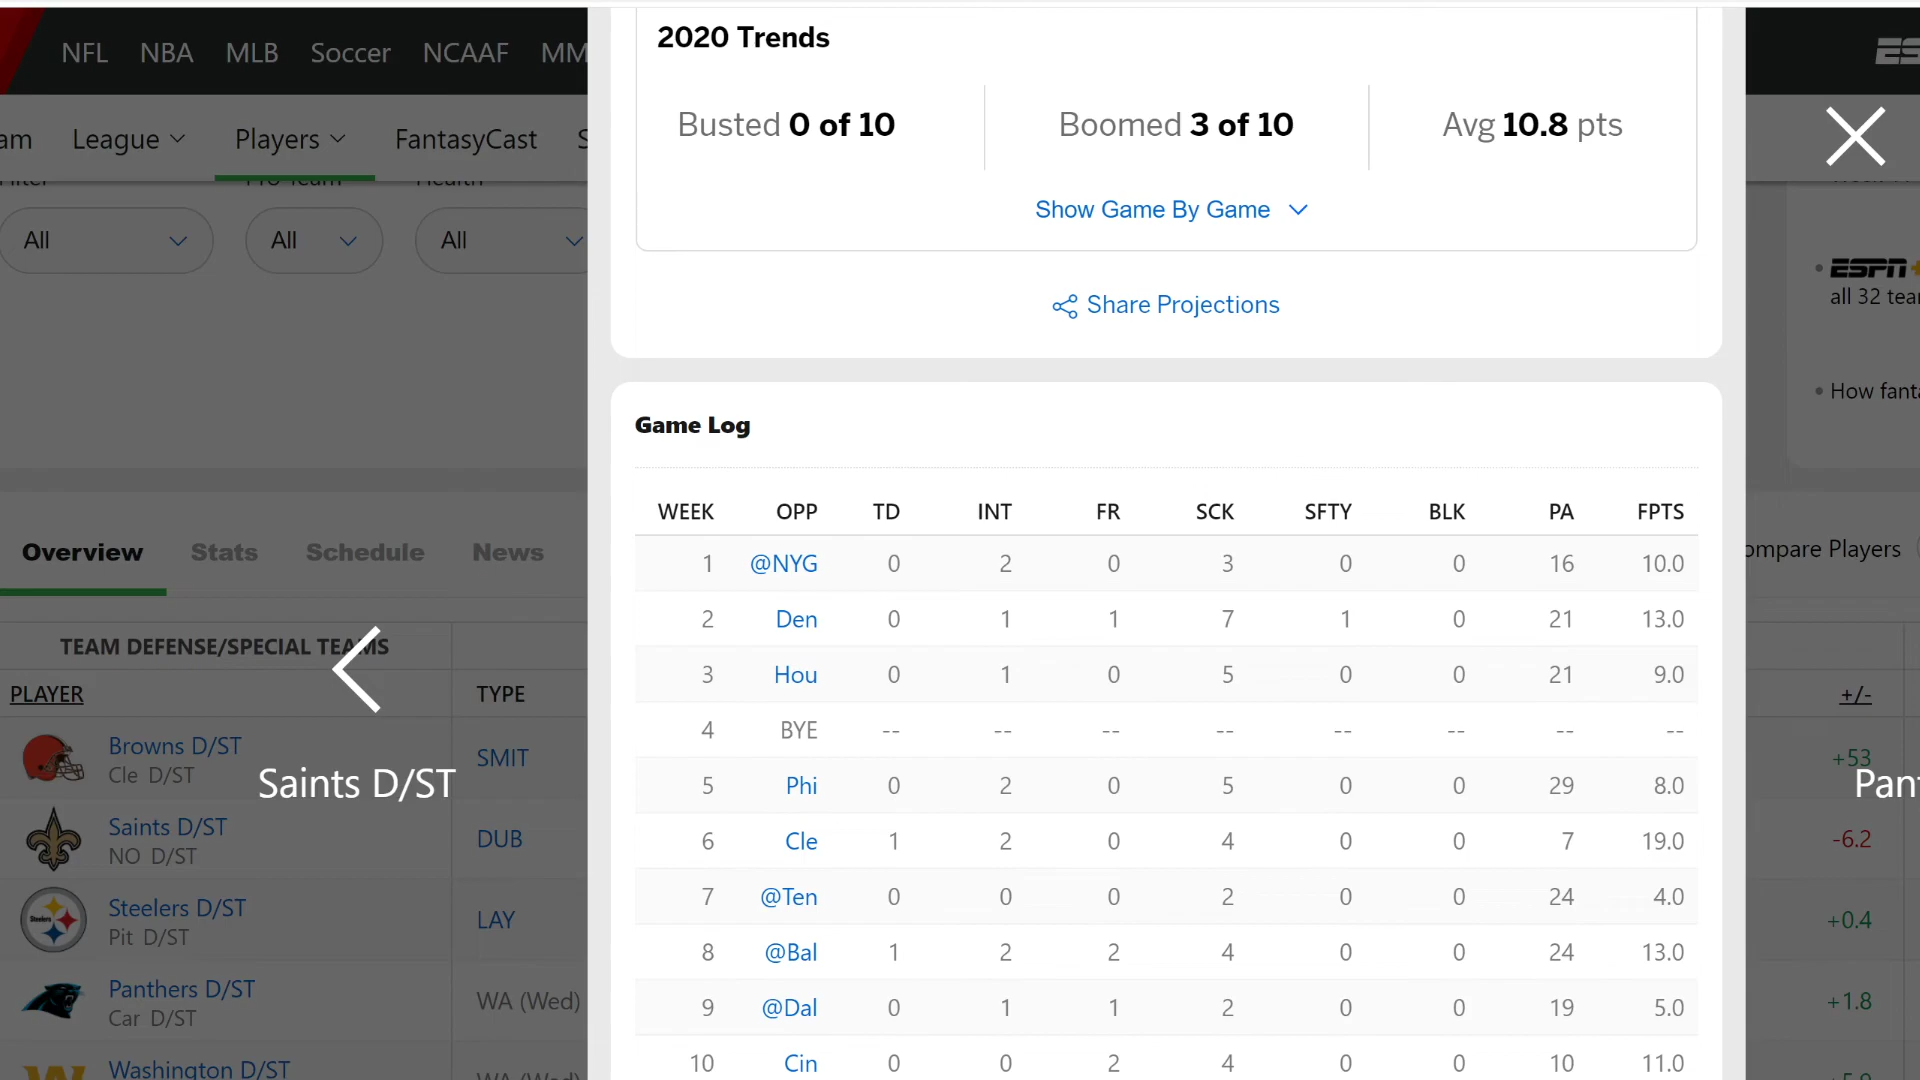 NFL NBA MLB Soccer NCAAF MM
League Players FantasyCast
All All All
2020 Trends
Busted 0 of 10 Boomed 3 of 10 Avg 10.8 pts
Show Game By Game
Share Projections
ESPN+
all 32 tea
How fanta
Game Log
WEEK OPP TD INT FR SCK SFTY BLK PA FPTS
1 @NYG 0 2 0 3 0 0 16 10.0
2 Den 0 1 1 7 1 0 21 13.0
3 Hou 0 1 0 5 0 0 21 9.0
4 BYE -- -- -- -- -- -- -- --
5 Phi 0 2 0 5 0 0 29 8.0
6 Cle 1 2 0 4 0 0 7 19.0
7 @Ten 0 0 0 2 0 0 24 4.0
8 @Bal 1 2 2 4 0 0 24 13.0
9 @Dal 0 1 1 2 0 0 19 5.0
10 Cin 0 0 2 4 0 0 10 11.0
Overview Stats Schedule News
ompare Players
TEAM DEFENSE/SPECIAL TEAMS
PLAYER TYPE +/-
Browns D/ST
Cle D/ST SMIT +53
Saints D/ST
Pant
Saints D/ST
NO D/ST DUB -6.2
Steelers D/ST
Pit D/ST LAY +0.4
Panthers D/ST
Car D/ST WA (Wed) +1.8
Washington D/ST